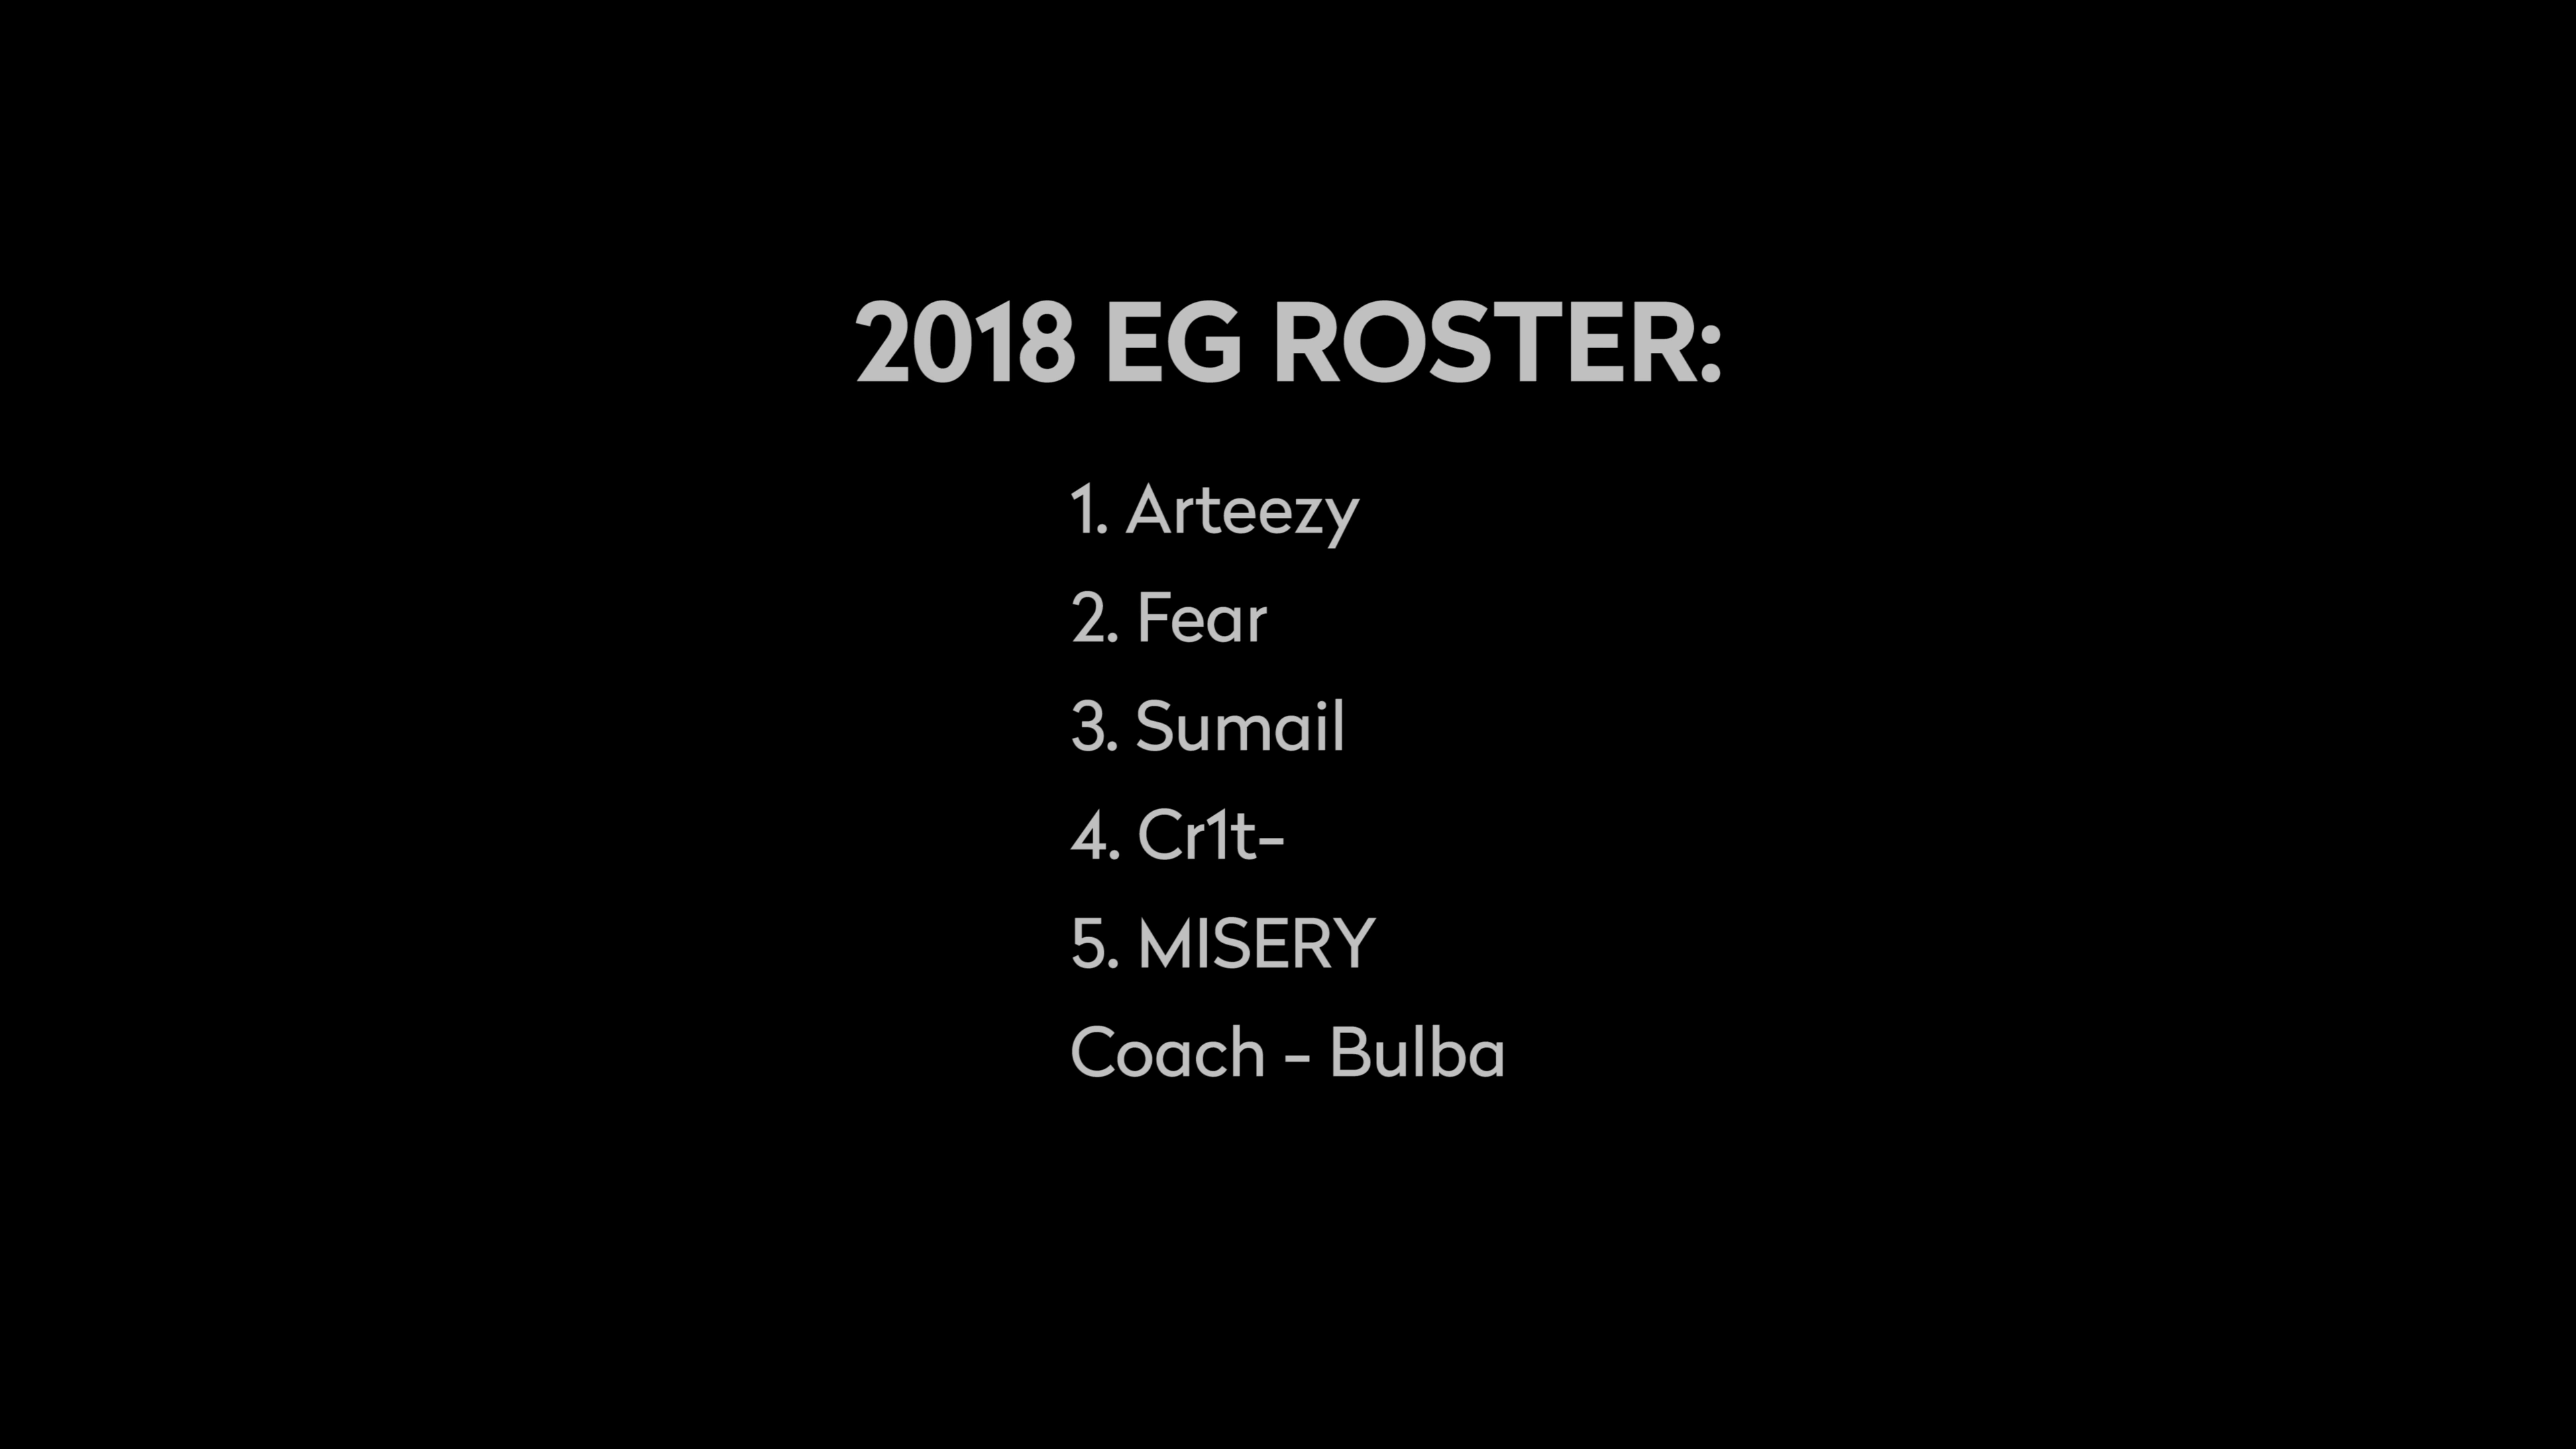 2018 EG ROSTER:
1. Arteezy
2. Fear
3. Sumail
4. Cr1t-
5. MISERY
Coach - Bulba